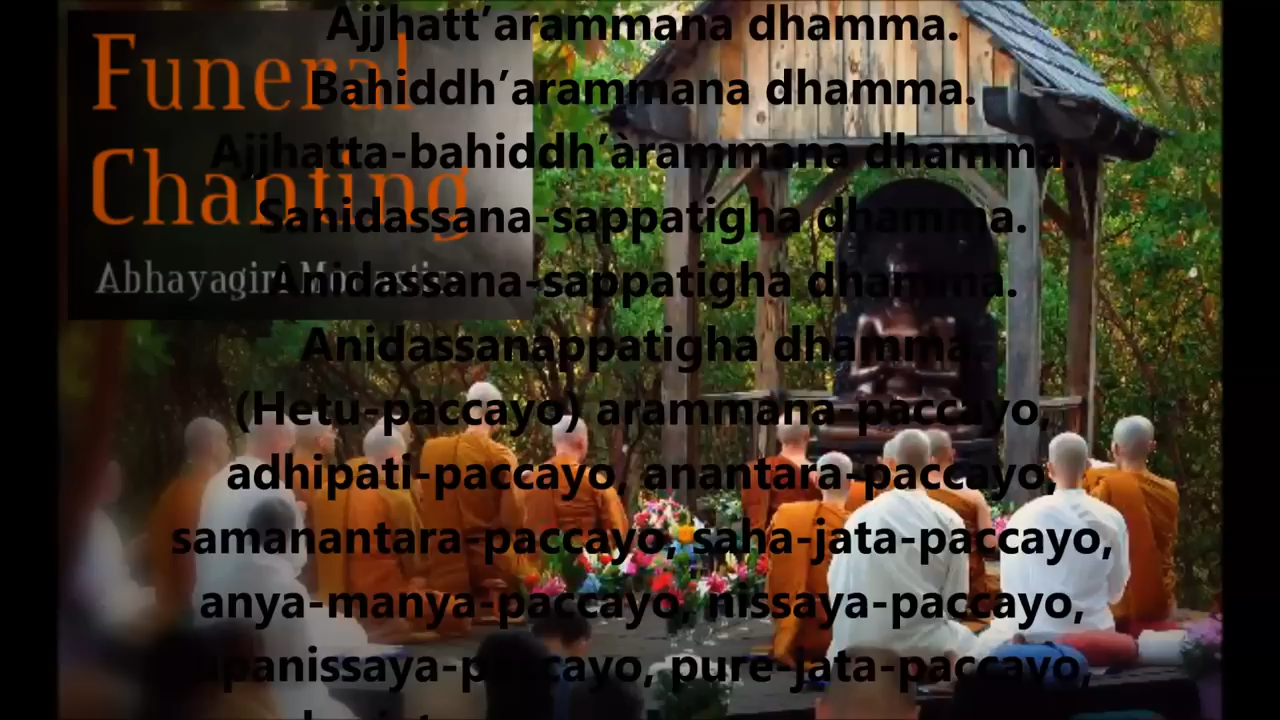 Funeral
Chanting
Abhayagiri
Ajjhatt’arammana dhamma.
Bahiddh’arammana dhamma.
Ajjhatta-bahiddh’àrammana dhamma.
Sanidassana-sappatigha dhamma.
Anidassana-sappatigha dhamma.
Anidassanappatigha dhamma.
(Hetu-paccayo) arammana-paccayo,
adhipati-paccayo, anantara-paccayo,
samanantara-paccayo, saha-jata-paccayo,
anya-manya-paccayo, nissaya-paccayo,
upanissaya-paccayo, pure-jata-paccayo,